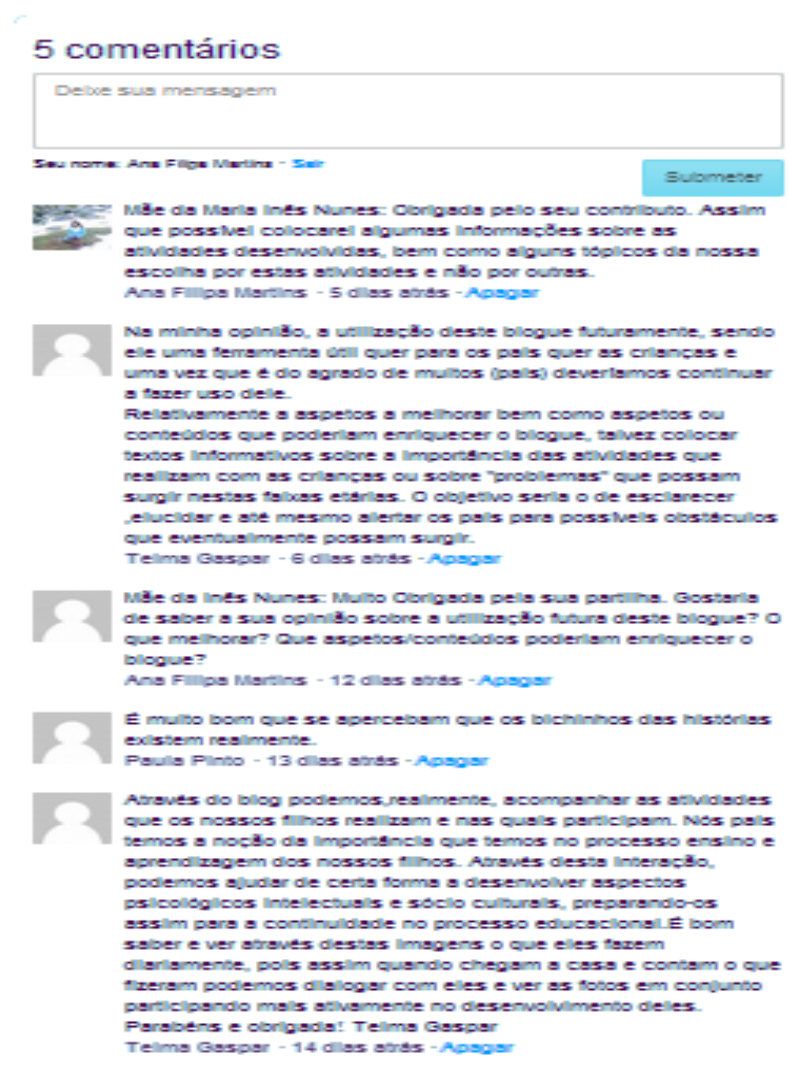 5 comentários
Deixe sua mensagem
Seu nome: Ana Filipa Martins - Sair
Submeter
Mãe da Maria Inês Nunes: Obrigada pelo seu contributo. Assim
que possível colocarei algumas informações sobre as
atividades desenvolvidas, bem como alguns tópicos da nossa
escolha por estas atividades e não por outras.
Ana Filipa Martins - 5 dias atrás - Apagar
Na minha opinião, a utilização deste blogue futuramente, sendo
ele uma ferramenta útil quer para os pais quer as crianças e
uma vez que é do agrado de muitos (pais) deveríamos continuar
a fazer uso dele.
Relativamente a aspetos a melhorar bem como aspetos ou
conteúdos que poderiam enriquecer o blogue, talvez colocar
textos informativos sobre a importância das atividades que
realizam com as crianças ou sobre "problemas" que possam
surgir nestas faixas etárias. O objetivo seria o de esclarecer
,elucidar e até mesmo alertar os pais para possíveis obstáculos
que eventualmente possam surgir.
Telma Gaspar - 6 dias atrás - Apagar
Mãe da Inês Nunes: Muito Obrigada pela sua partilha. Gostaria
de saber a sua opinião sobre a utilização futura deste blogue? O
que melhorar? Que aspetos/conteúdos poderiam enriquecer o
blogue?
Ana Filipa Martins - 12 dias atrás - Apagar
É muito bom que se apercebam que os bichinhos das histórias
existem realmente.
Paula Pinto - 13 dias atrás - Apagar
Através do blog podemos,realmente, acompanhar as atividades
que os nossos filhos realizam e nas quais participam. Nós pais
temos a noção da importância que temos no processo ensino e
aprendizagem dos nossos filhos. Através desta interação,
podemos ajudar de certa forma a desenvolver aspectos
psicológicos intelectuais e sócio culturais, preparando-os
assim para a continuidade no processo educacional.É bom
saber e ver através destas imagens o que eles fazem
diariamente, pois assim quando chegam a casa e contam o que
fizeram podemos dialogar com eles e ver as fotos em conjunto
participando mais ativamente no desenvolvimento deles.
Parabéns e obrigada! Telma Gaspar
Telma Gaspar - 14 dias atrás - Apagar